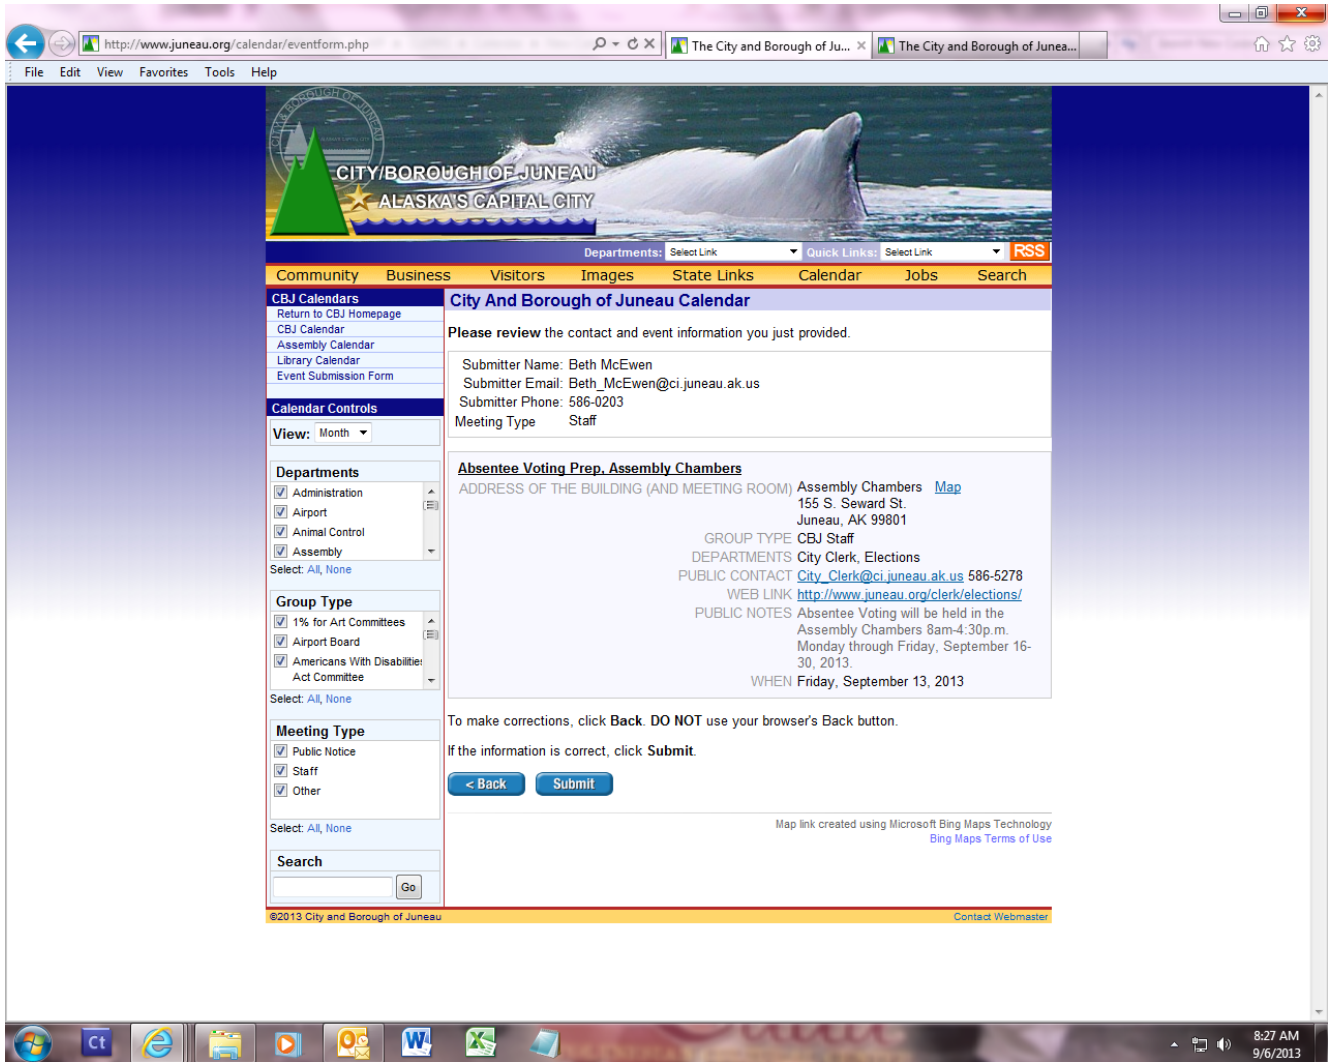 http://www.juneau.org/calendar/eventform.php
The City and Borough of Ju...
The City and Borough of Junea...
File Edit View Favorites Tools Help
CITY & BOROUGH OF JUNEAU
CITY/BOROUGH OF JUNEAU
ALASKA'S CAPITAL CITY
Departments: Select Link Quick Links: Select Link RSS
Community Business Visitors Images State Links Calendar Jobs Search
CBJ Calendars
Return to CBJ Homepage
CBJ Calendar
Assembly Calendar
Library Calendar
Event Submission Form
Calendar Controls
View: Month
Departments
Administration
Airport
Animal Control
Assembly
Select: All, None
Group Type
1% for Art Committees
Airport Board
Americans With Disabilities
Act Committee
Select: All, None
Meeting Type
Public Notice
Staff
Other
Select: All, None
Search
Go
City And Borough of Juneau Calendar
Please review the contact and event information you just provided.
Submitter Name: Beth McEwen
Submitter Email: Beth_McEwen@ci.juneau.ak.us
Submitter Phone: 586-0203
Meeting Type Staff
Absentee Voting Prep, Assembly Chambers
ADDRESS OF THE BUILDING (AND MEETING ROOM) Assembly Chambers Map
155 S. Seward St.
Juneau, AK 99801
GROUP TYPE CBJ Staff
DEPARTMENTS City Clerk, Elections
PUBLIC CONTACT City_Clerk@ci.juneau.ak.us 586-5278
WEB LINK http://www.juneau.org/clerk/elections/
PUBLIC NOTES Absentee Voting will be held in the
Assembly Chambers 8am-4:30p.m.
Monday through Friday, September 16-
30, 2013.
WHEN Friday, September 13, 2013
To make corrections, click Back. DO NOT use your browser's Back button.
If the information is correct, click Submit.
< Back Submit
Map link created using Microsoft Bing Maps Technology
Bing Maps Terms of Use
©2013 City and Borough of Juneau Contact Webmaster
Ct
8:27 AM
9/6/2013